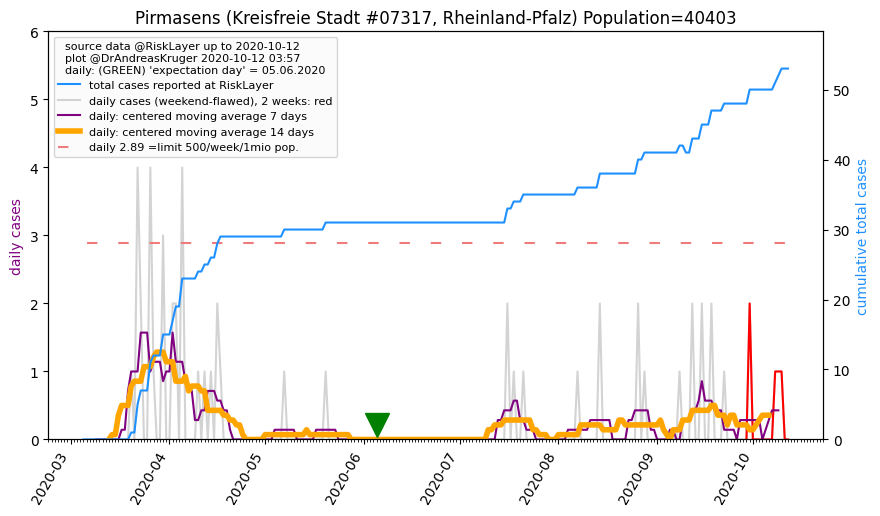 Pirmasens (Kreisfreie Stadt #07317, Rheinland-Pfalz) Population=40403
source data @RiskLayer up to 2020-10-12
plot @DrAndreasKruger 2020-10-12 03:57
daily: (GREEN) 'expectation day' = 05.06.2020
total cases reported at RiskLayer
daily cases (weekend-flawed), 2 weeks: red
daily: centered moving average 7 days
daily: centered moving average 14 days
daily 2.89 =limit 500/week/1mio pop.
daily cases
6
5
4
3
2
1
0
cumulative total cases
50
40
30
20
10
0
2020-03
2020-04
2020-05
2020-06
2020-07
2020-08
2020-09
2020-10